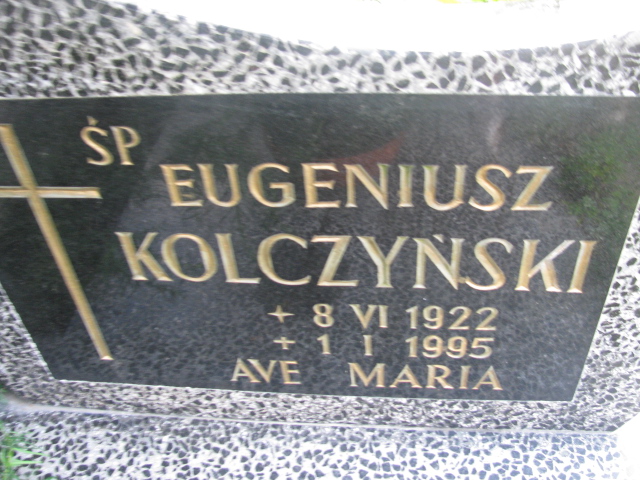 ŚP
EUGENIUSZ
KOLCZYŃSKI
+ 8 VI 1922
+ 1 I 1995
AVE MARIA